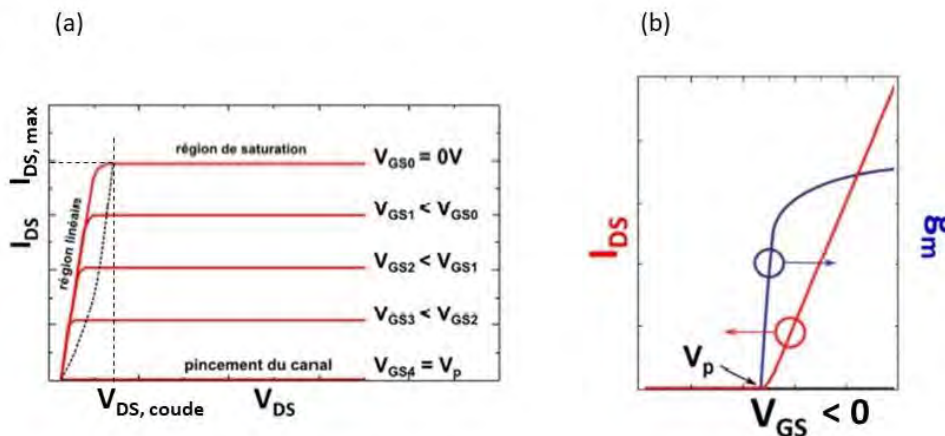 (a)
(b)
I_DS, max
I_DS
région linéaire
région de saturation
V_GS0 = 0V
V_GS1 < V_GS0
V_GS2 < V_GS1
V_GS3 < V_GS2
pincement du canal
V_GS4 = V_p
V_DS, coude
V_DS
I_DS
g_m
V_p
V_GS < 0